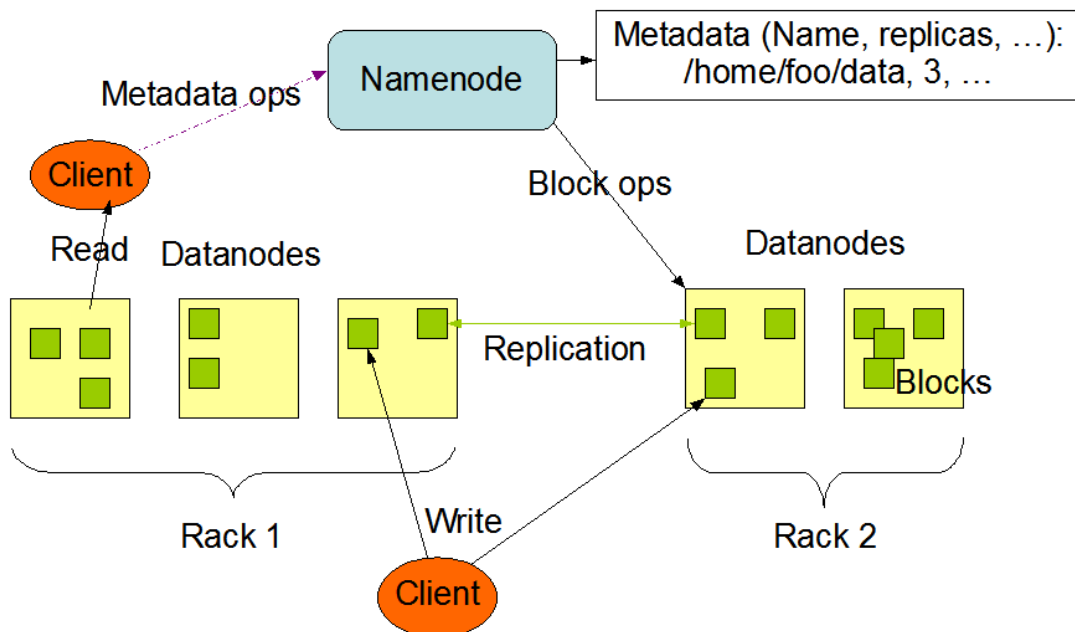 Metadata (Name, replicas, …):
/home/foo/data, 3, …
Namenode
Metadata ops
Client
Block ops
Read
Datanodes
Datanodes
Replication
Blocks
Rack 1
Write
Rack 2
Client